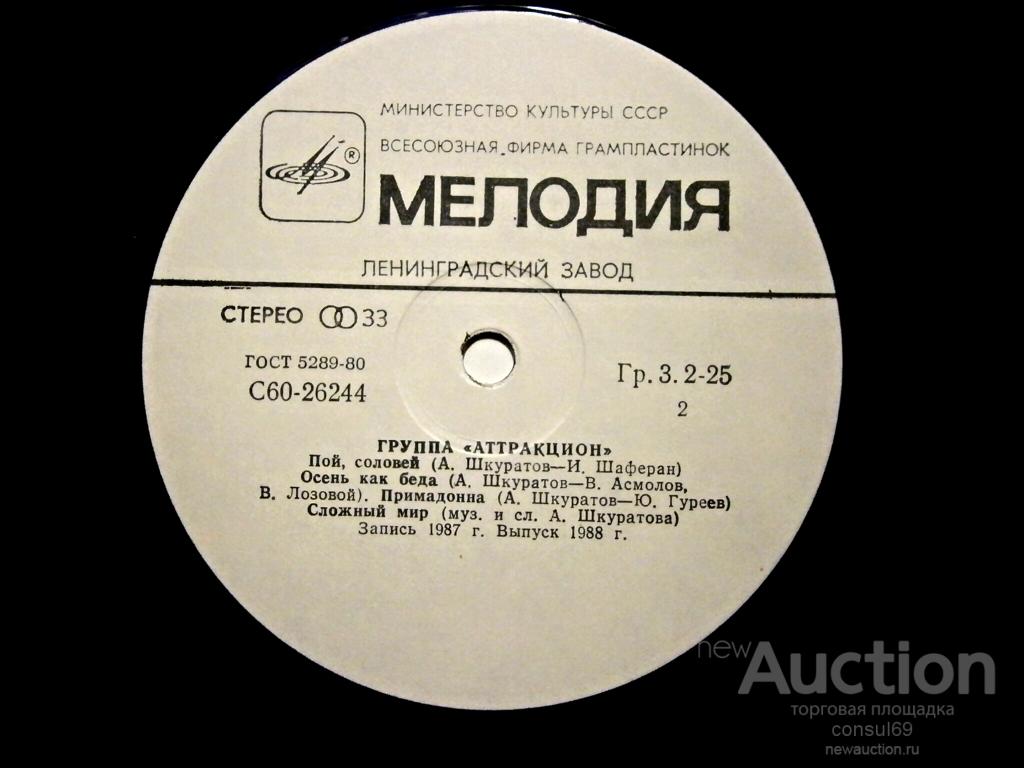 МИНИСТЕРСТВО КУЛЬТУРЫ СССР
ВСЕСОЮЗНАЯ ФИРМА ГРАМПЛАСТИНОК
®
МЕЛОДИЯ
ЛЕНИНГРАДСКИЙ ЗАВОД
СТЕРЕО 33
ГОСТ 5289-80
С60-26244
Гр. 3. 2-25
2
ГРУППА «АТТРАКЦИОН»
Пой, соловей (А. Шкуратов—И. Шаферан)
Осень как беда (А. Шкуратов—В. Асмолов,
В. Лозовой). Примадонна (А. Шкуратов—Ю. Гуреев)
Сложный мир (муз. и сл. А. Шкуратова)
Запись 1987 г. Выпуск 1988 г.
newAuction
торговая площадка
consul69
newauction.ru